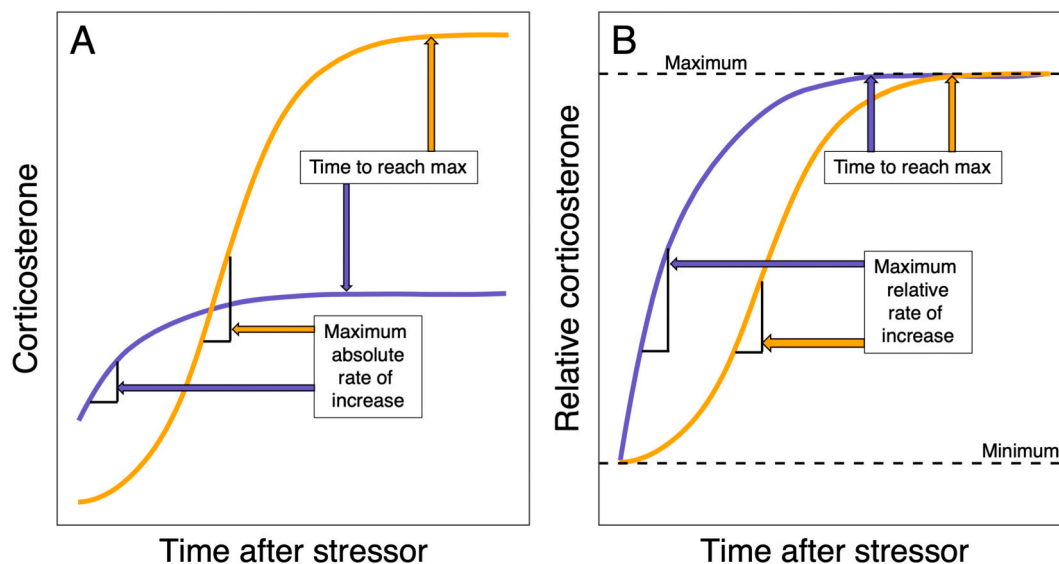 A
Corticosterone
Time to reach max
Maximum
absolute
rate of
increase
Time after stressor
B
Relative corticosterone
Maximum
Time to reach max
Maximum
relative
rate of
increase
Minimum
Time after stressor